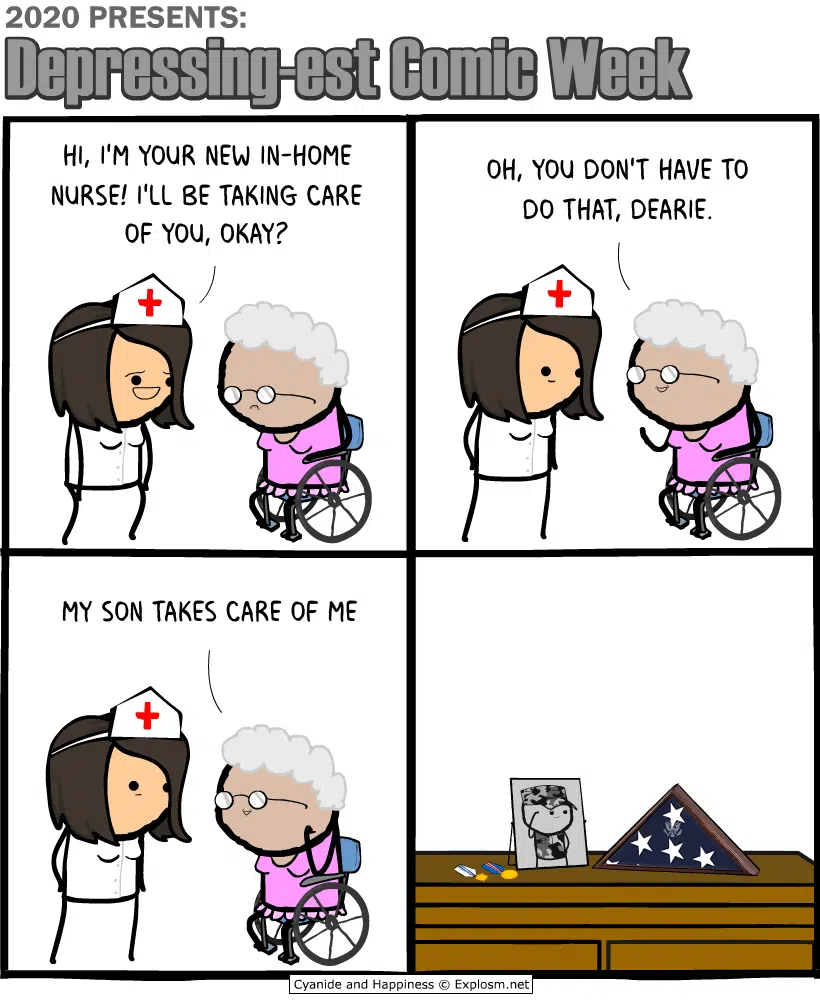 2020 PRESENTS:
Depressing-est Comic Week
HI, I'M YOUR NEW IN-HOME
NURSE! I'LL BE TAKING CARE
OF YOU, OKAY?
OH, YOU DON'T HAVE TO
DO THAT, DEARIE.
MY SON TAKES CARE OF ME
Cyanide and Happiness © Explosm.net